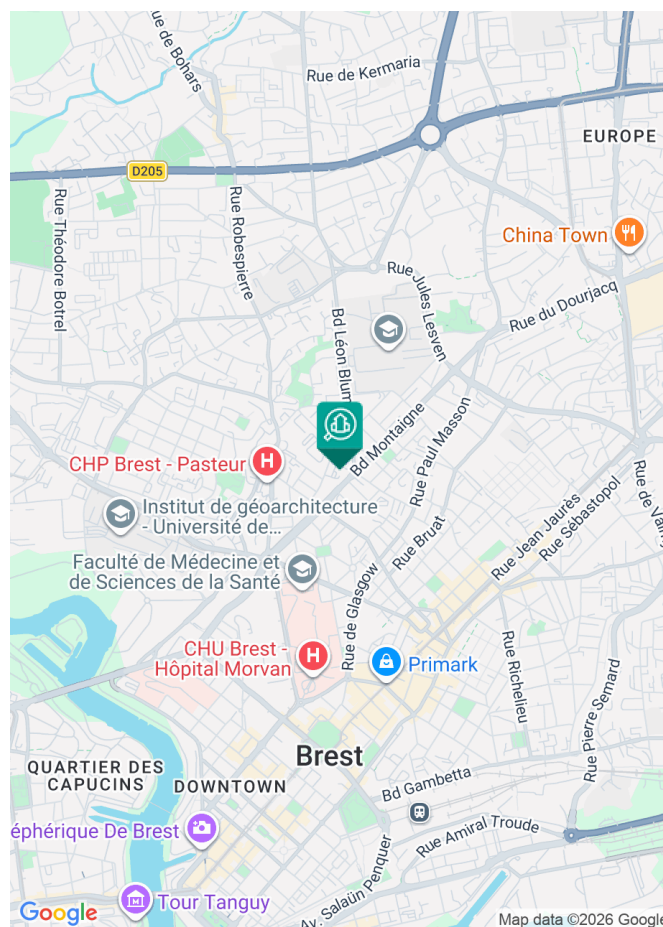 ue de Bohars
Rue de Kermaria
EUROPE
D205
Rue Théodore Botrel
Rue Robespierre
China Town
Rue Jules Lesven
Rue du Dourjacq
Bd Léon Blum
Bd Montaigne
Rue Paul Masson
CHP Brest - Pasteur
H
Institut de géoarchitecture
- Université de...
Rue Jean Jaurès
Rue Sébastopol
Rue de Vain
Rue Bruat
Faculté de Médecine et
de Sciences de la Santé
Rue de Glasgow
CHU Brest -
Hôpital Morvan
H
Primark
Rue Richelieu
Rue Pierre Semard
Brest
QUARTIER DES
CAPUCINS
DOWNTOWN
Bd Gambetta
éphérique De Brest
Rue Amiral Troude
Av. Salaün Penquer
Tour Tanguy
Google
Map data ©2026 Google